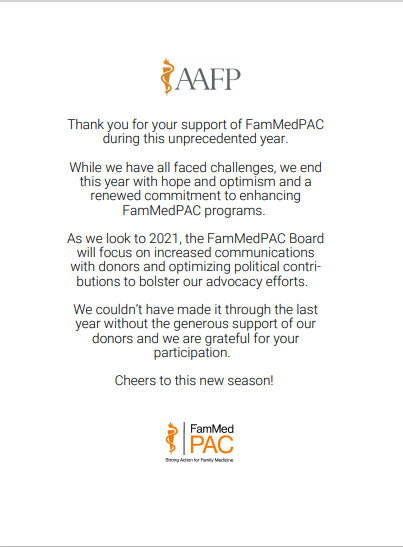 AAFP
Thank you for your support of FamMedPAC
during this unprecedented year.
While we have all faced challenges, we end
this year with hope and optimism and a
renewed commitment to enhancing
FamMedPAC programs.
As we look to 2021, the FamMedPAC Board
will focus on increased communications
with donors and optimizing political contri-
butions to bolster our advocacy efforts.
We couldn’t have made it through the last
year without the generous support of our
donors and we are grateful for your
participation.
Cheers to this new season!
FamMed
PAC
Strong Action for Family Medicine